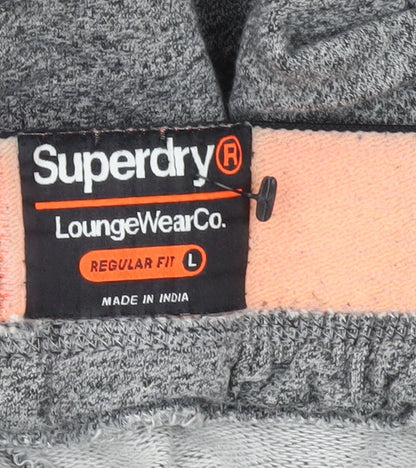 Superdry®
LoungeWearCo.
REGULAR FIT L
MADE IN INDIA